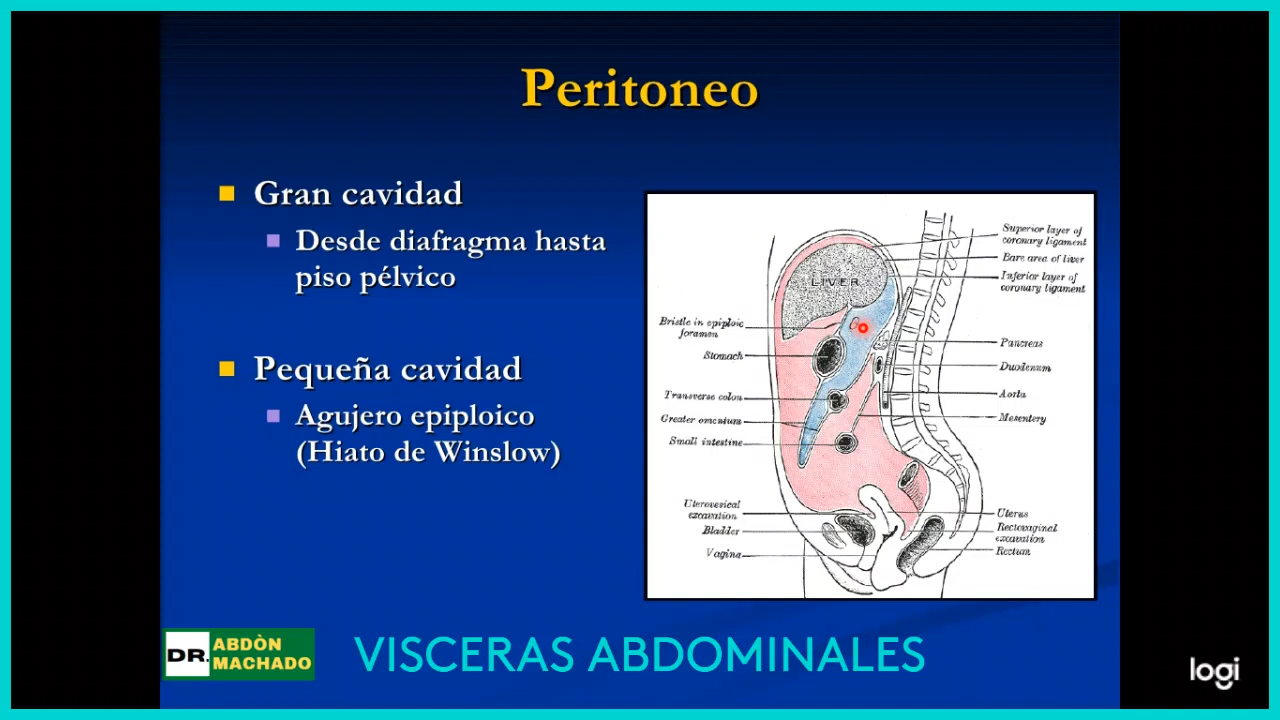 Peritoneo
Gran cavidad
Desde diafragma hasta
piso pélvico
Pequeña cavidad
Agujero epiploico
(Hiato de Winslow)
Superior layer of
coronary ligament
Bare area of liver
Inferior layer of
coronary ligament
LIVER
Bristle in epiploic
foramen
Stomach
Transverse colon
Greater omentum
Small intestine
Pancreas
Duodenum
Aorta
Mesentery
Uterovesical
excavation
Bladder
Vagina
Uterus
Rectovaginal
excavation
Rectum
DR. ABDÒN
MACHADO
VISCERAS ABDOMINALES
logi